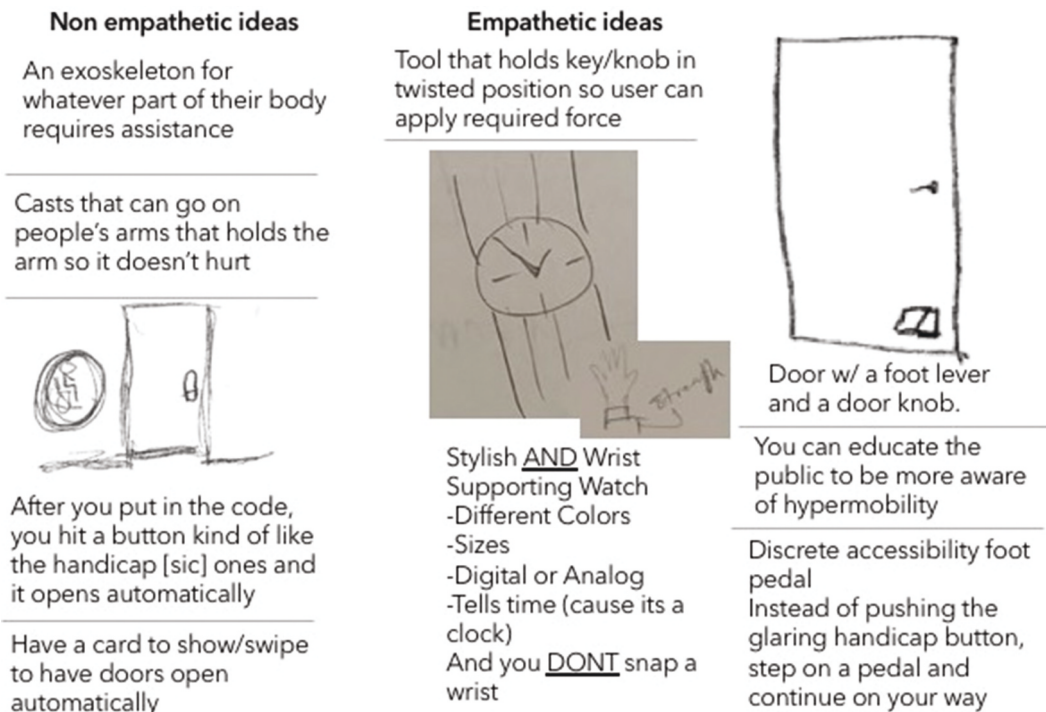 Non empathetic ideas
An exoskeleton for
whatever part of their body
requires assistance
Casts that can go on
people's arms that holds the
arm so it doesn't hurt
After you put in the code,
you hit a button kind of like
the handicap [sic] ones and
it opens automatically
Have a card to show/swipe
to have doors open
automatically
Empathetic ideas
Tool that holds key/knob in
twisted position so user can
apply required force
strength
Stylish AND Wrist
Supporting Watch
-Different Colors
-Sizes
-Digital or Analog
-Tells time (cause its a
clock)
And you DONT snap a
wrist
Door w/ a foot lever
and a door knob.
You can educate the
public to be more aware
of hypermobility
Discrete accessibility foot
pedal
Instead of pushing the
glaring handicap button,
step on a pedal and
continue on your way